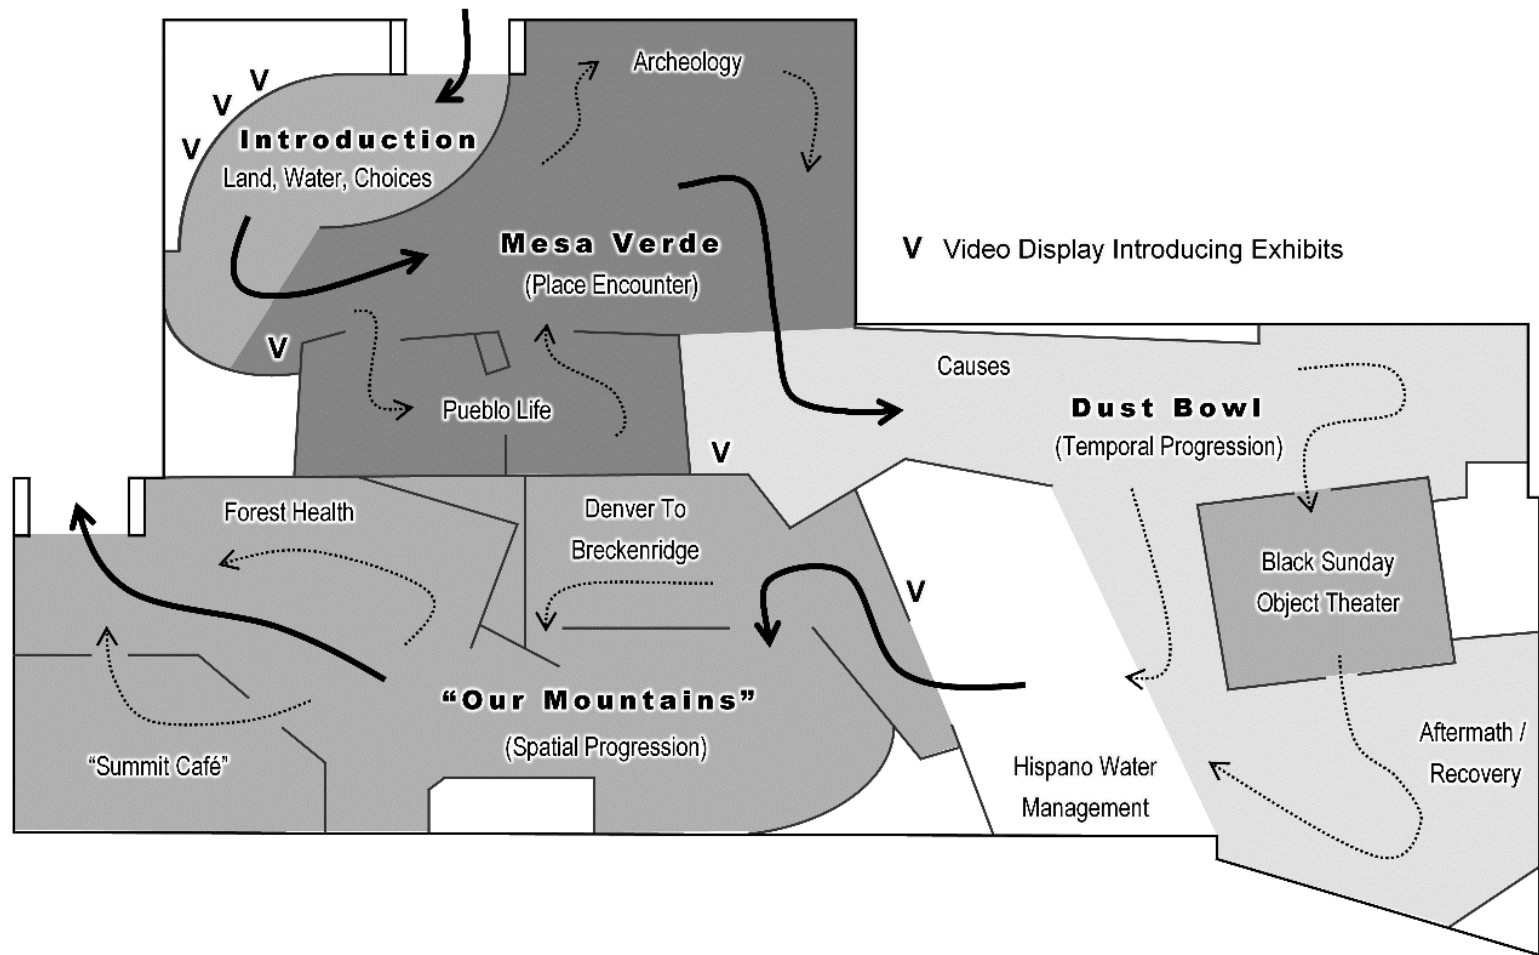 Archeology
V
V
V
Introduction
Land, Water, Choices
Mesa Verde
(Place Encounter)
V Video Display Introducing Exhibits
V
Causes
Pueblo Life
Dust Bowl
(Temporal Progression)
V
Forest Health
Denver To
Breckenridge
Black Sunday
Object Theater
V
“Our Mountains”
(Spatial Progression)
“Summit Café”
Hispano Water
Management
Aftermath /
Recovery